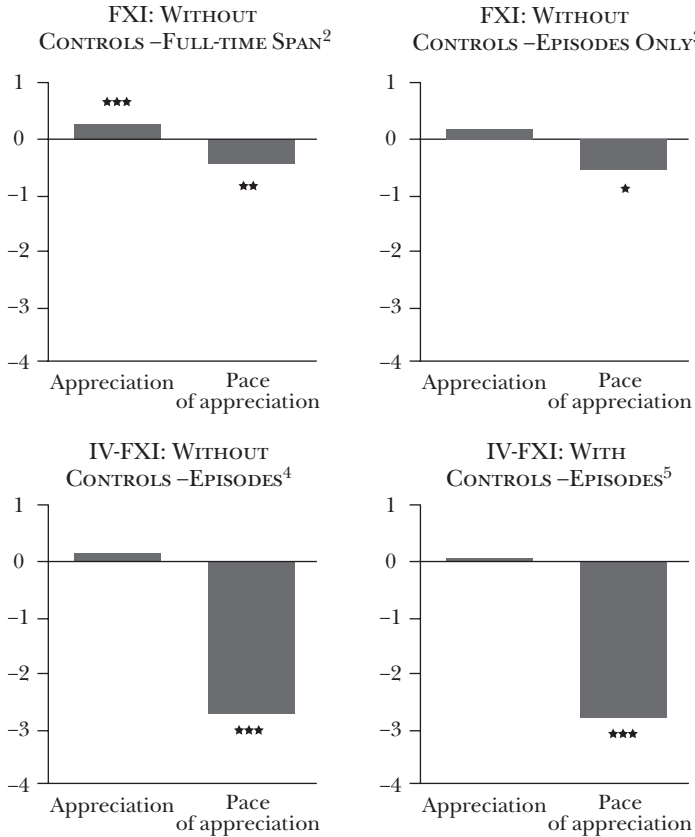 FXI: WITHOUT
CONTROLS –FULL-TIME SPAN²
1
★★★
0
★★
−1
−2
−3
−4
Appreciation
Pace
of appreciation
FXI: WITHOUT
CONTROLS –EPISODES ONLY
1
0
−1
★
−2
−3
−4
Appreciation
Pace
of appreciation
IV-FXI: WITHOUT
CONTROLS –EPISODES⁴
1
0
−1
−2
−3
★★★
−4
Appreciation
Pace
of appreciation
IV-FXI: WITH
CONTROLS –EPISODES⁵
1
0
−1
−2
−3
★★★
−4
Appreciation
Pace
of appreciation